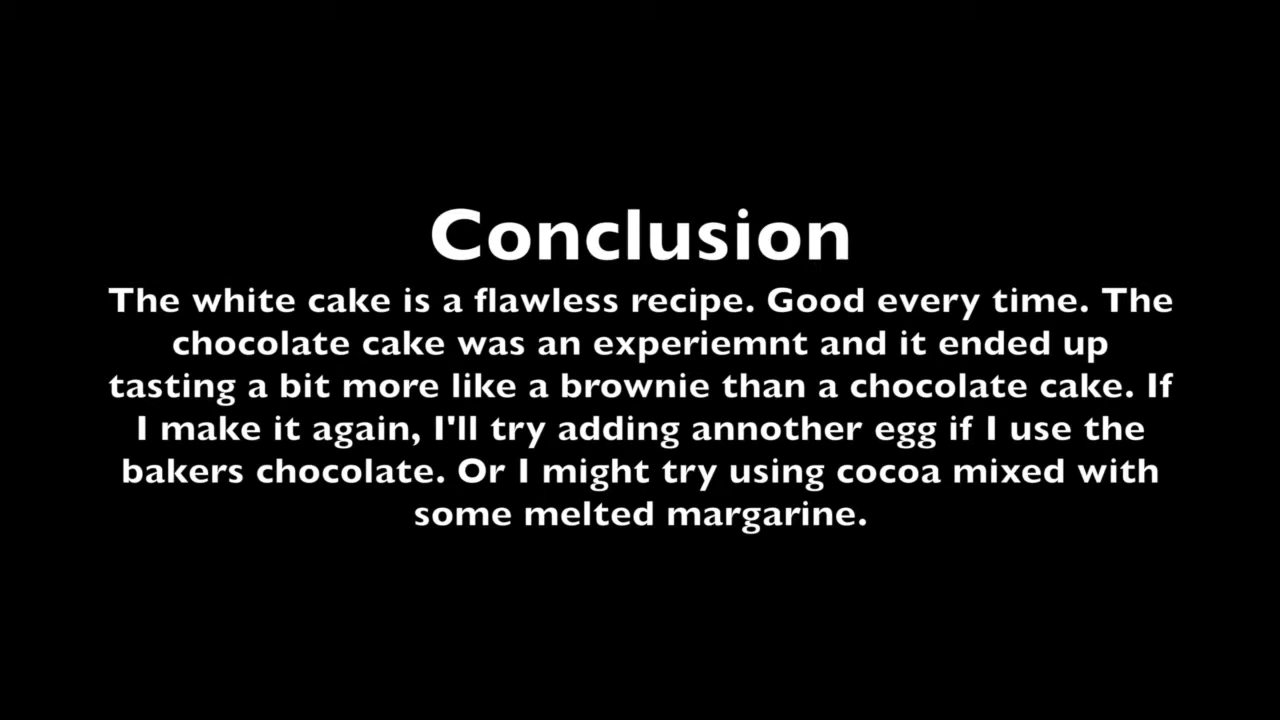 Conclusion
The white cake is a flawless recipe. Good every time. The
chocolate cake was an experiemnt and it ended up
tasting a bit more like a brownie than a chocolate cake. If
I make it again, I'll try adding annother egg if I use the
bakers chocolate. Or I might try using cocoa mixed with
some melted margarine.